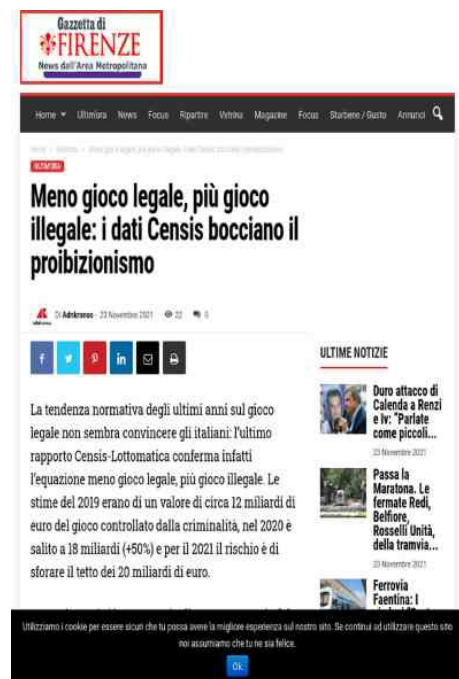 Gazzetta di
FIRENZE
News dall'Area Metropolitana
Home Ultim'ora News Focus Ripartire Vetrina Magazine Focus Starbene / Gusto Annunci
ULTIM'ORA
Meno gioco legale, più gioco
illegale: i dati Censis bocciano il
proibizionismo
Di Adnkronos - 23 Novembre 2021 22 0
ULTIME NOTIZIE
Duro attacco di
Calenda a Renzi
e Iv: "Parlate
come piccoli...
23 Novembre 2021
Passa la
Maratona. Le
fermate Redi,
Belfiore,
Rosselli Unità,
della tramvia...
23 Novembre 2021
Ferrovia
Faentina: I
La tendenza normativa degli ultimi anni sul gioco
legale non sembra convincere gli italiani: l'ultimo
rapporto Censis-Lottomatica conferma infatti
l'equazione meno gioco legale, più gioco illegale. Le
stime del 2019 erano di un valore di circa 12 miliardi di
euro del gioco controllato dalla criminalità, nel 2020 è
salito a 18 miliardi (+50%) e per il 2021 il rischio è di
sforare il tetto dei 20 miliardi di euro.
Utilizziamo i cookie per essere sicuri che tu possa avere la migliore esperienza sul nostro sito. Se continui ad utilizzare questo sito
noi assumiamo che tu ne sia felice.
Ok